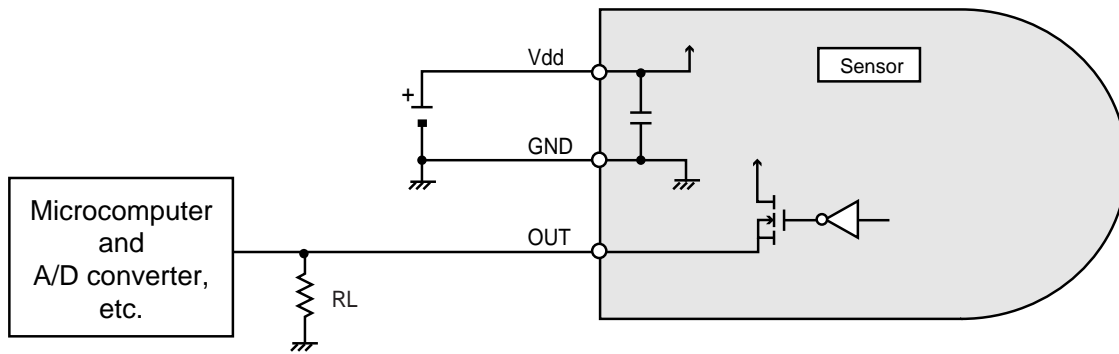 Vdd
Sensor
+
GND
Microcomputer
and
A/D converter,
etc.
OUT
RL